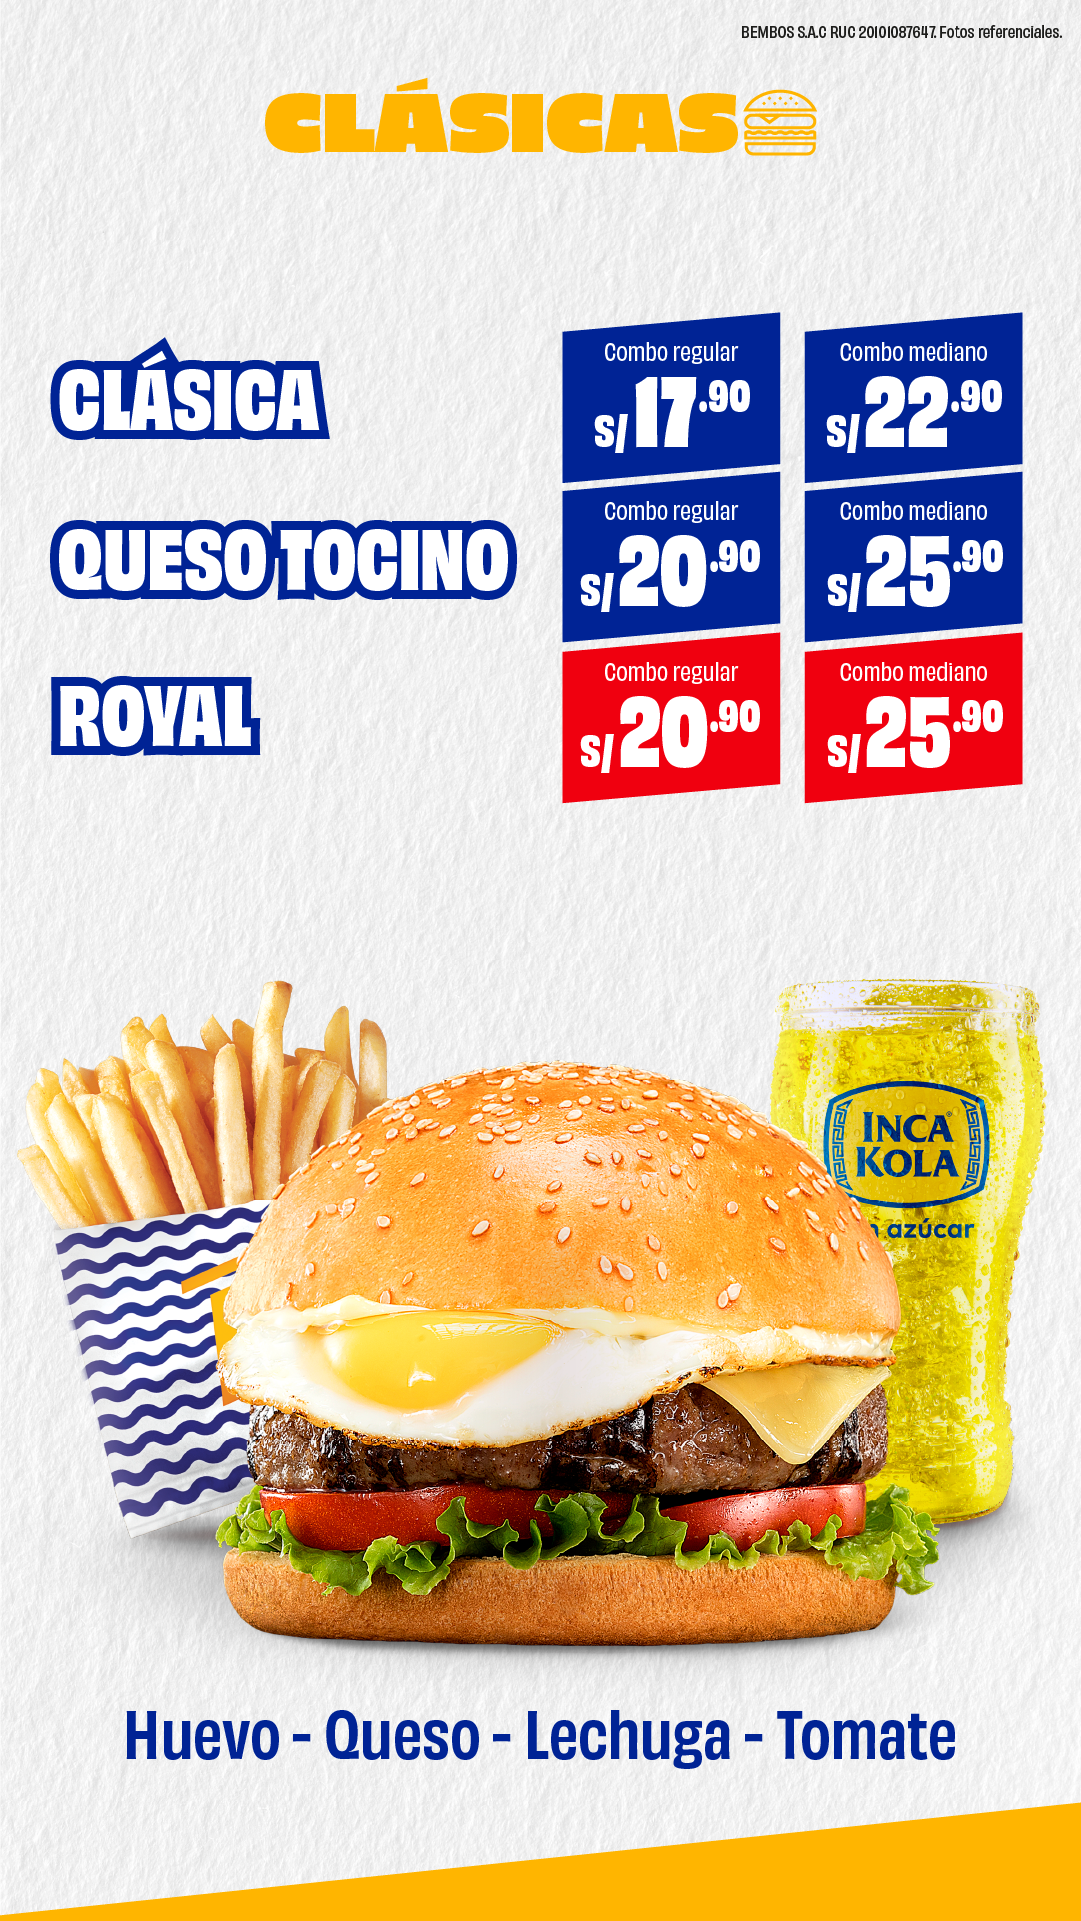 BEMBOS S.A.C RUC 20101087647. Fotos referenciales.
CLÁSICAS
CLÁSICA
Combo regular
S/17.90
Combo mediano
S/22.90
QUESO TOCINO
Combo regular
S/20.90
Combo mediano
S/25.90
ROYAL
Combo regular
S/20.90
Combo mediano
S/25.90
INCA
KOLA
azúcar
Huevo - Queso - Lechuga - Tomate